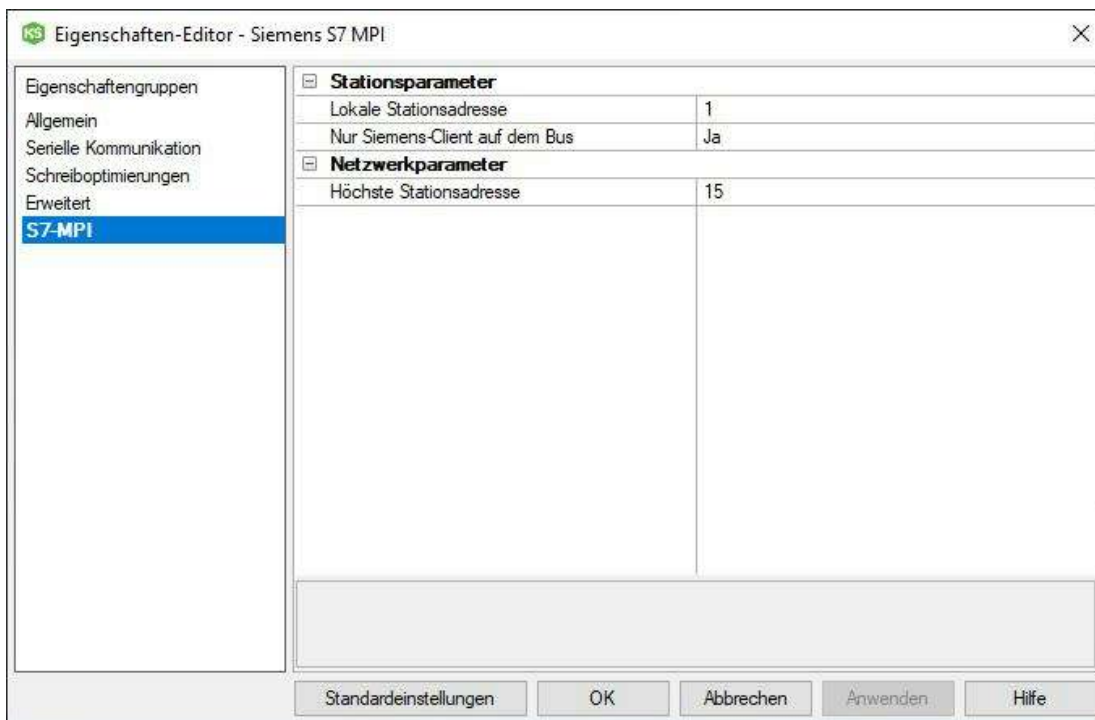 KS Eigenschaften-Editor - Siemens S7 MPI
Eigenschaftengruppen
Allgemein
Serielle Kommunikation
Schreiboptimierungen
Erweitert
S7-MPI
Stationsparameter
Lokale Stationsadresse 1
Nur Siemens-Client auf dem Bus Ja
Netzwerkparameter
Höchste Stationsadresse 15
Standardeinstellungen OK Abbrechen Anwenden Hilfe